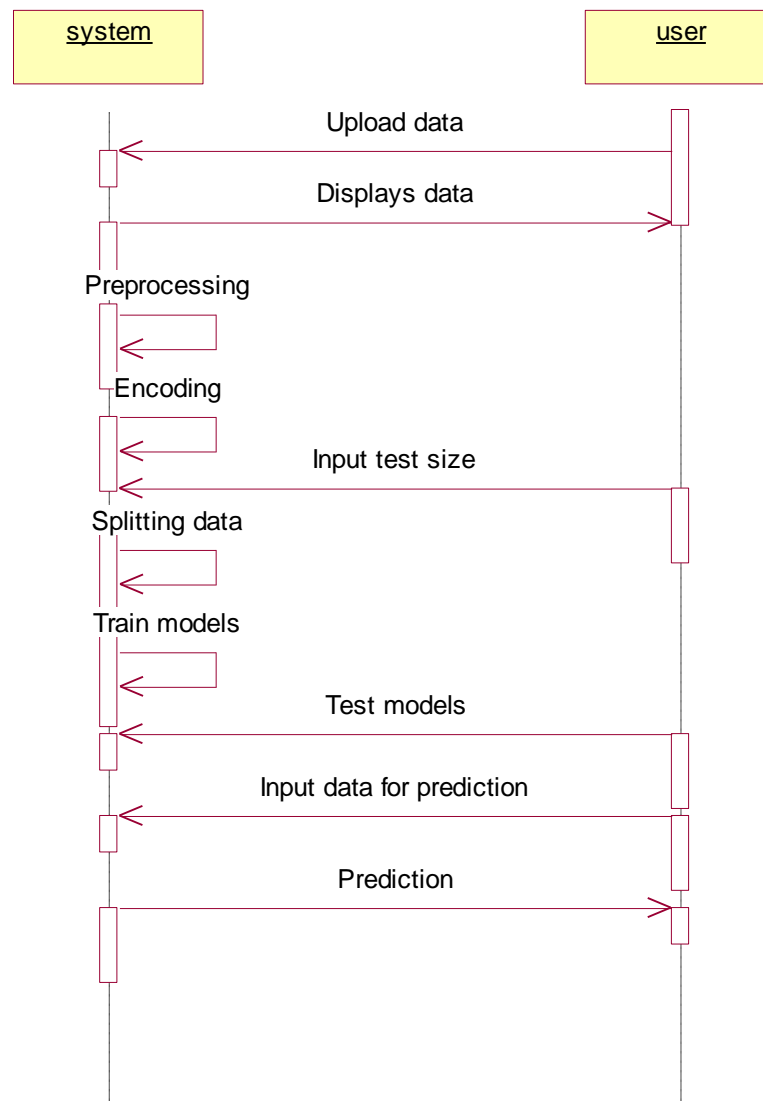 system
user
Upload data
Displays data
Preprocessing
Encoding
Input test size
Splitting data
Train models
Test models
Input data for prediction
Prediction